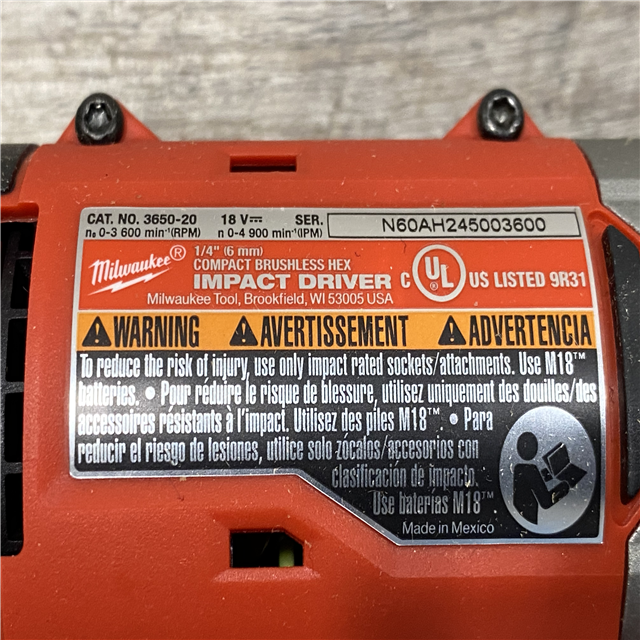 CAT. NO. 3650-20 18 V⎓ SER. N60AH245003600
n₀ 0-3 600 min⁻¹(RPM) n 0-4 900 min⁻¹(IPM)
Milwaukee®
1/4" (6 mm)
COMPACT BRUSHLESS HEX
IMPACT DRIVER
Milwaukee Tool, Brookfield, WI 53005 USA
C UL® US LISTED 9R31
⚠WARNING ⚠AVERTISSEMENT ⚠ADVERTENCIA
To reduce the risk of injury, use only impact rated sockets/attachments. Use M18™
batteries. • Pour réduire le risque de blessure, utilisez uniquement des douilles/des
accessoires résistants à l'impact. Utilisez des piles M18™. • Para
reducir el riesgo de lesiones, utilice solo zócalos/accesorios con
clasificación de impacto.
Use baterías M18™
Made in Mexico